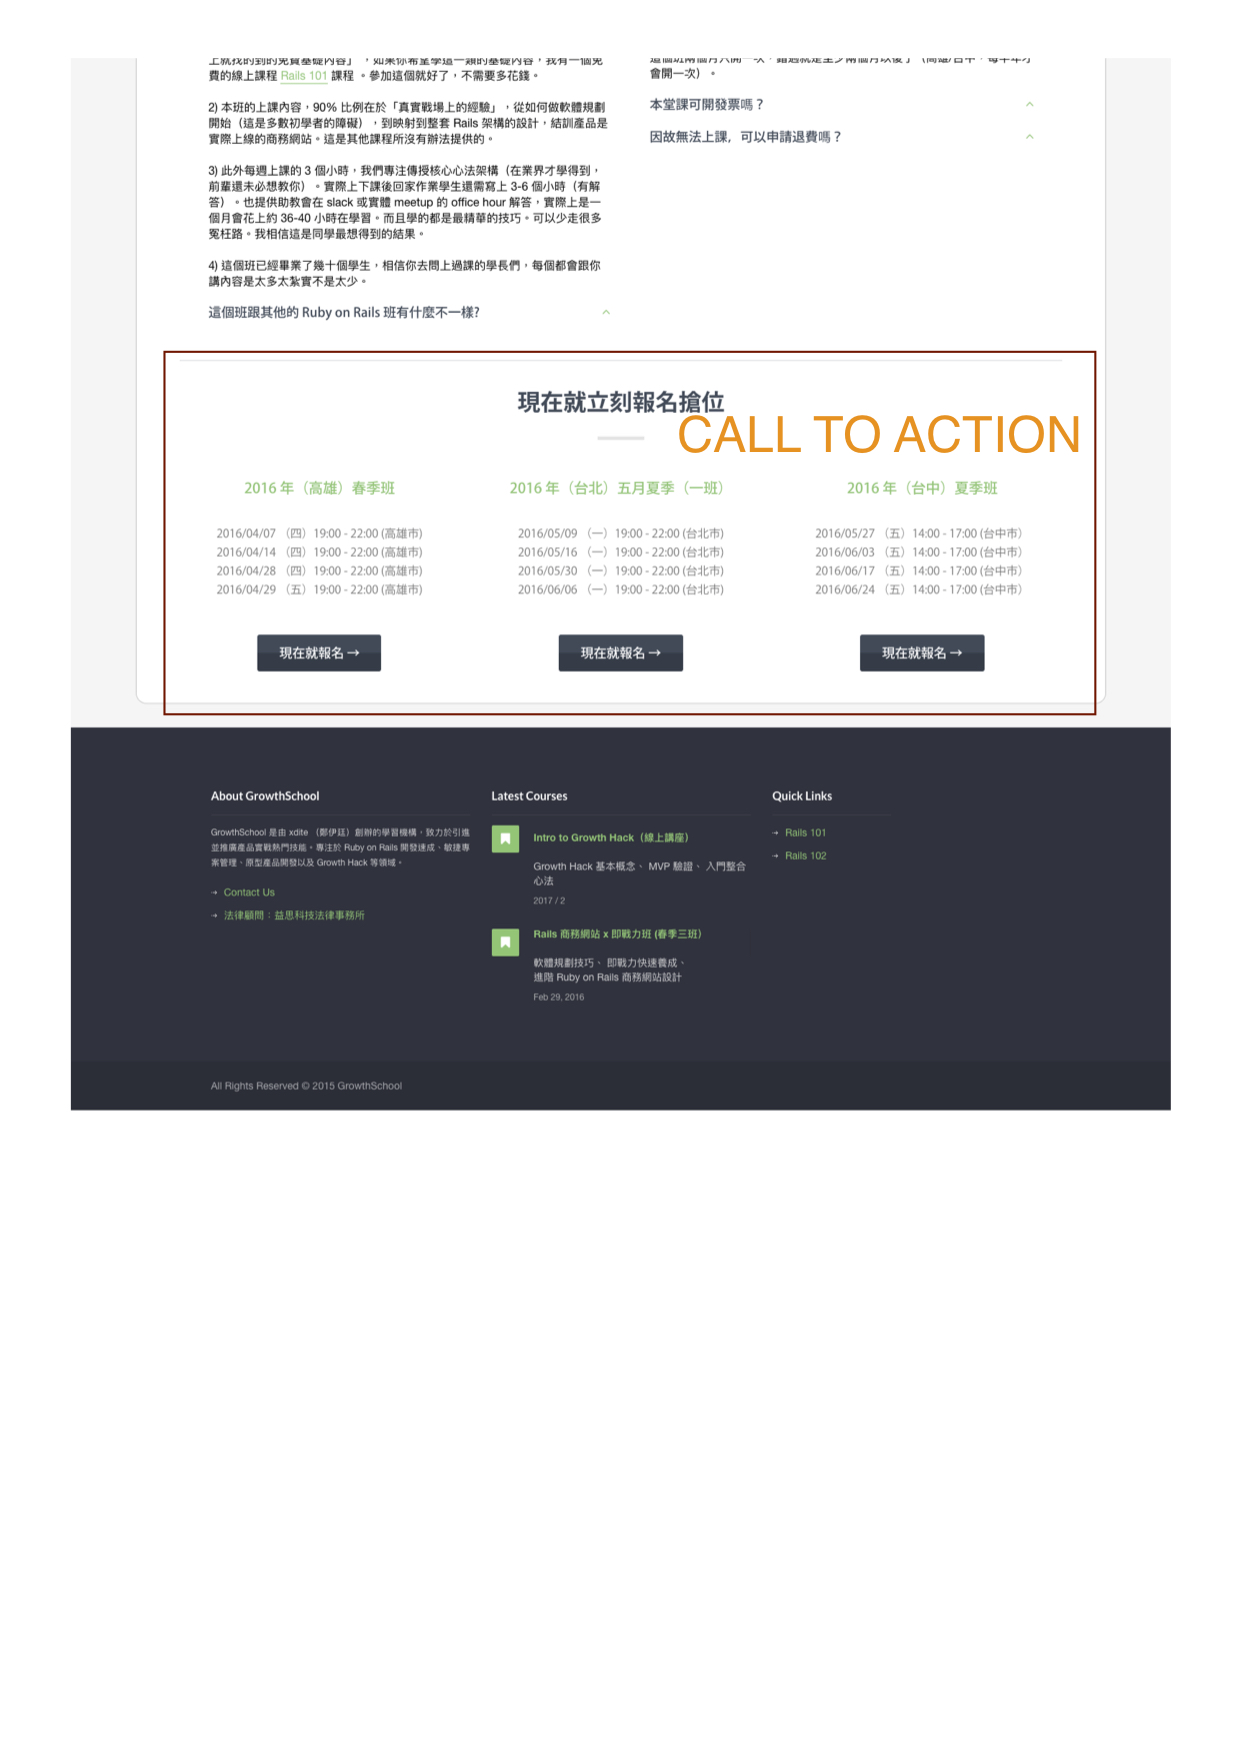 費的線上課程 Rails 101 課程 。參加這個就好了，不需要多花錢。
2) 本班的上課內容，90% 比例在於「真實戰場上的經驗」，從如何做軟體規劃
開始（這是多數初學者的障礙），到映射到整套 Rails 架構的設計，結訓產品是
實際上線的商務網站。這是其他課程所沒有辦法提供的。
3) 此外每週上課的 3 個小時，我們專注傳授核心心法架構（在業界才學得到，
前輩還未必想教你）。實際上下課後回家作業學生還需寫上 3-6 個小時（有解
答）。也提供助教會在 slack 或實體 meetup 的 office hour 解答，實際上是一
個月會花上約 36-40 小時在學習。而且學的都是最精華的技巧。可以少走很多
冤枉路。我相信這是同學最想得到的結果。
4) 這個班已經畢業了幾十個學生，相信你去問上過課的學長們，每個都會跟你
講內容是太多太紮實不是太少。
這個班跟其他的 Ruby on Rails 班有什麼不一樣?
會開一次）。
本堂課可開發票嗎？
因故無法上課，可以申請退費嗎？
現在就立刻報名搶位
CALL TO ACTION
2016 年（高雄）春季班
2016/04/07 （四）19:00 - 22:00 (高雄市)
2016/04/14 （四）19:00 - 22:00 (高雄市)
2016/04/28 （四）19:00 - 22:00 (高雄市)
2016/04/29 （五）19:00 - 22:00 (高雄市)
現在就報名 →
2016 年（台北）五月夏季（一班）
2016/05/09 （一）19:00 - 22:00 (台北市)
2016/05/16 （一）19:00 - 22:00 (台北市)
2016/05/30 （一）19:00 - 22:00 (台北市)
2016/06/06 （一）19:00 - 22:00 (台北市)
現在就報名 →
2016 年（台中）夏季班
2016/05/27 （五）14:00 - 17:00 (台中市）
2016/06/03 （五）14:00 - 17:00 (台中市）
2016/06/17 （五）14:00 - 17:00 (台中市）
2016/06/24 （五）14:00 - 17:00 (台中市）
現在就報名 →
About GrowthSchool
GrowthSchool 是由 xdite （鄭伊廷）創辦的學習機構，致力於引進
並推廣產品實戰熱門技能。專注於 Ruby on Rails 開發速成、敏捷專
案管理、原型產品開發以及 Growth Hack 等領域。
→ Contact Us
→ 法律顧問：益思科技法律事務所
Latest Courses
Intro to Growth Hack（線上講座）
Growth Hack 基本概念、 MVP 驗證、 入門整合
心法
2017 / 2
Rails 商務網站 x 即戰力班 (春季三班）
軟體規劃技巧、 即戰力快速養成、
進階 Ruby on Rails 商務網站設計
Feb 29, 2016
Quick Links
→ Rails 101
→ Rails 102
All Rights Reserved © 2015 GrowthSchool